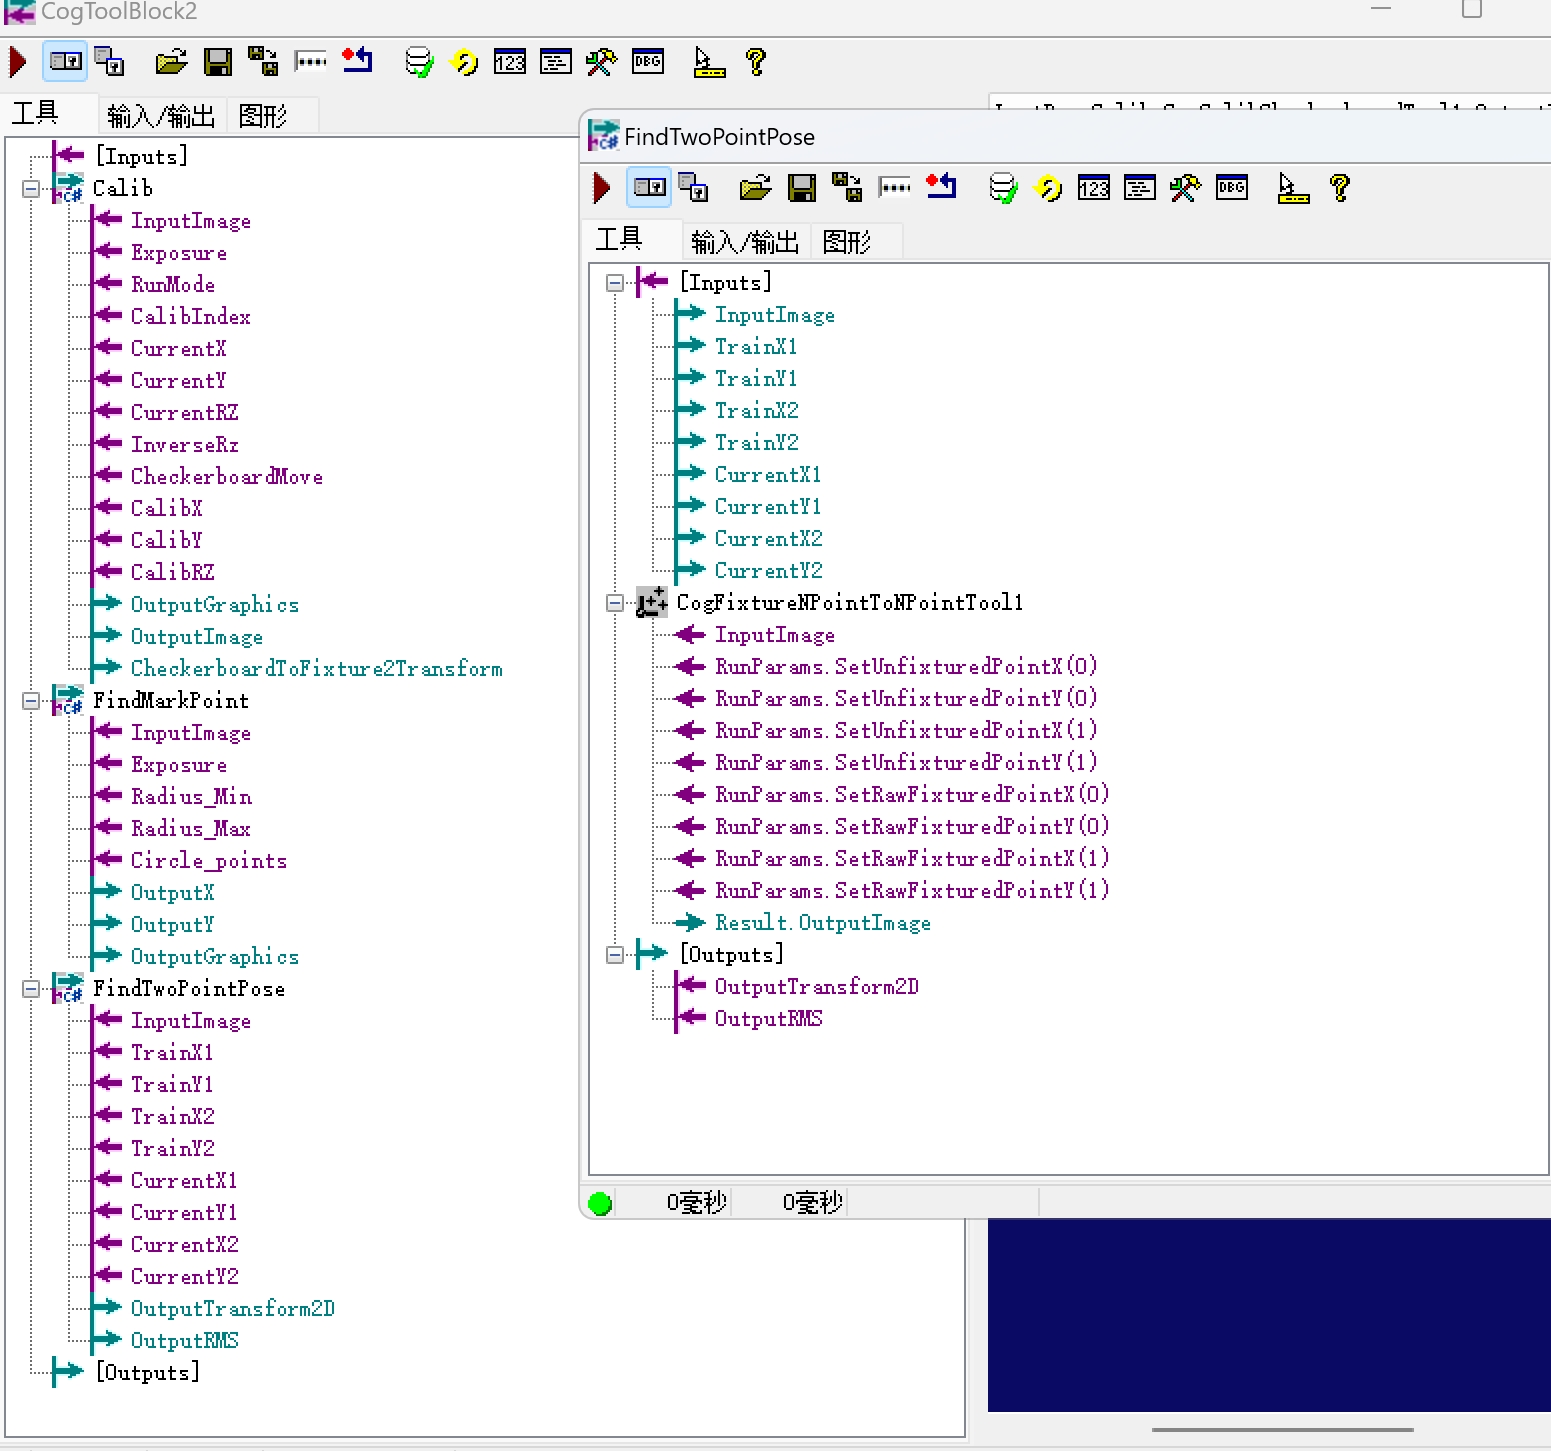 CogToolBlock2
工具
输入/输出
图形
[Inputs]
Calib
InputImage
Exposure
RunMode
CalibIndex
CurrentX
CurrentY
CurrentRZ
InverseRz
CheckerboardMove
CalibX
CalibY
CalibRZ
OutputGraphics
OutputImage
CheckerboardToFixture2Transform
FindMarkPoint
InputImage
Exposure
Radius_Min
Radius_Max
Circle_points
OutputX
OutputY
OutputGraphics
FindTwoPointPose
InputImage
TrainX1
TrainY1
TrainX2
TrainY2
CurrentX1
CurrentY1
CurrentX2
CurrentY2
OutputTransform2D
OutputRMS
[Outputs]
FindTwoPointPose
工具
输入/输出
图形
[Inputs]
InputImage
TrainX1
TrainY1
TrainX2
TrainY2
CurrentX1
CurrentY1
CurrentX2
CurrentY2
CogFixtureNPointToNPointTool1
InputImage
RunParams.SetUnfixturedPointX(0)
RunParams.SetUnfixturedPointY(0)
RunParams.SetUnfixturedPointX(1)
RunParams.SetUnfixturedPointY(1)
RunParams.SetRawFixturedPointX(0)
RunParams.SetRawFixturedPointY(0)
RunParams.SetRawFixturedPointX(1)
RunParams.SetRawFixturedPointY(1)
Result.OutputImage
[Outputs]
OutputTransform2D
OutputRMS
0毫秒
0毫秒